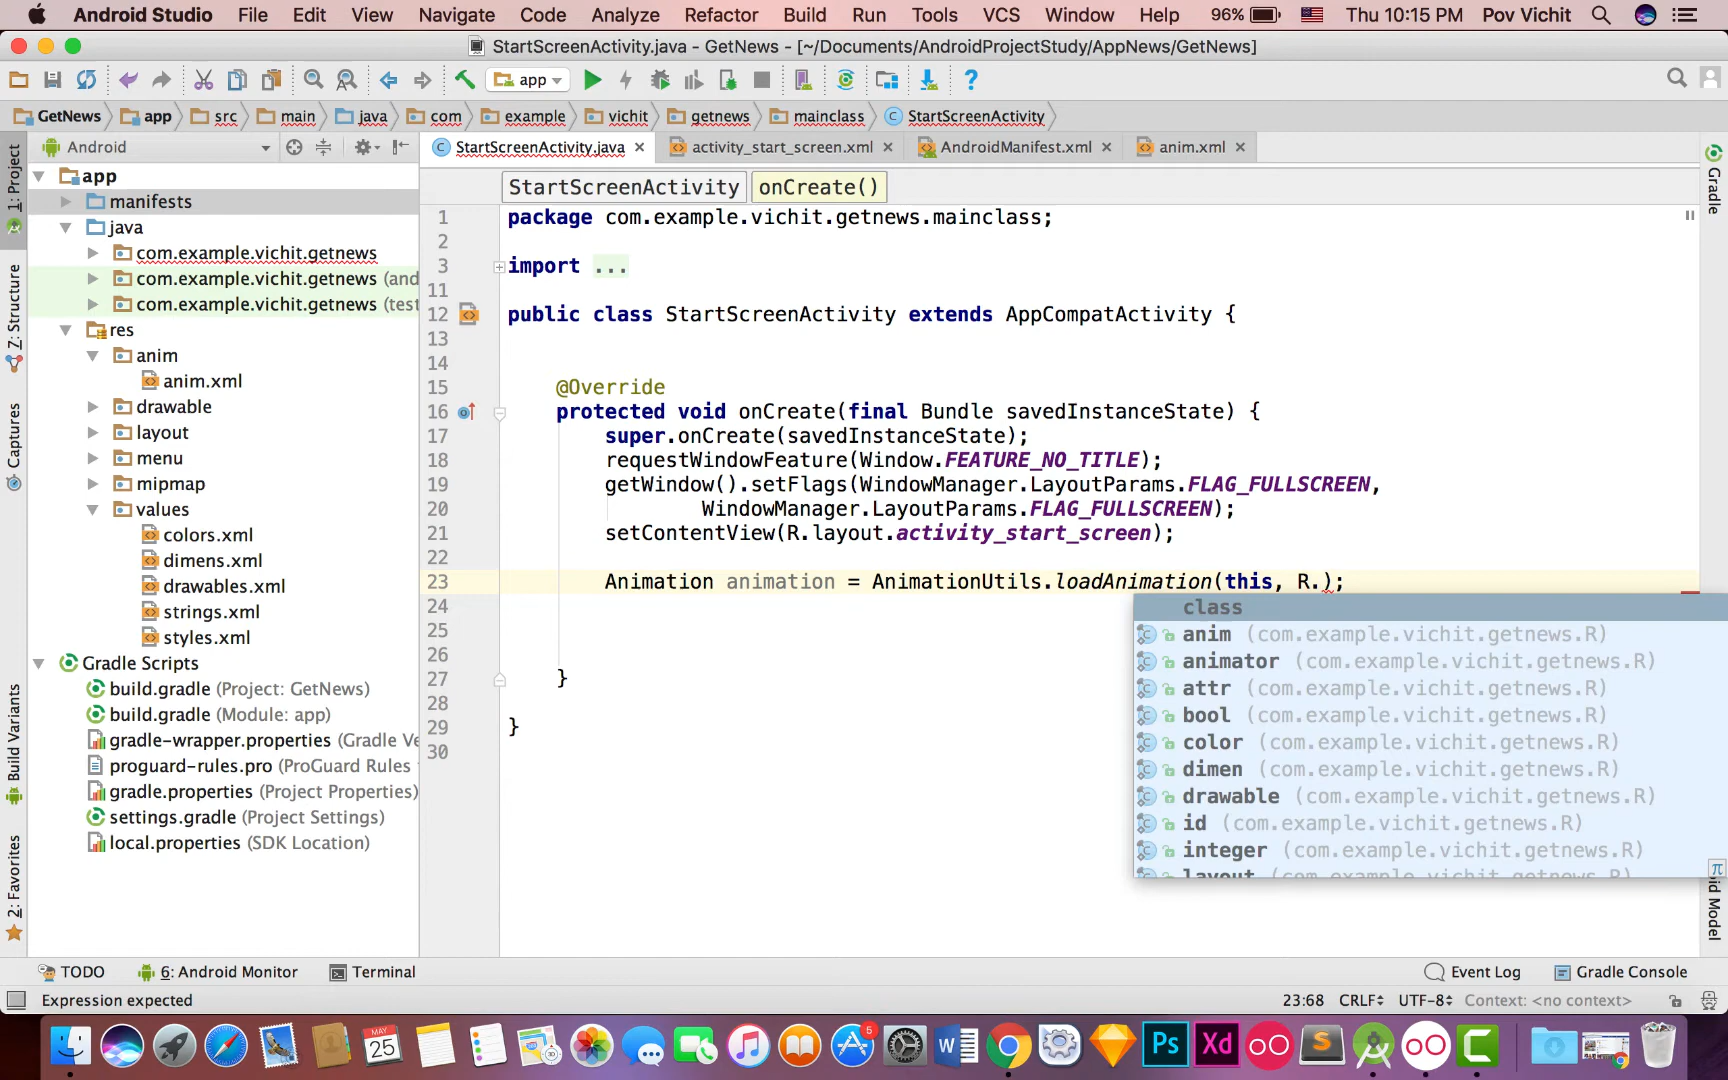 Android Studio File Edit View Navigate Code Analyze Refactor Build Run Tools VCS Window Help 96% Thu 10:15 PM Pov Vichit
StartScreenActivity.java - GetNews - [~/Documents/AndroidProjectStudy/AppNews/GetNews]
app
GetNews app src main java com example vichit getnews mainclass StartScreenActivity
Android
StartScreenActivity.java activity_start_screen.xml AndroidManifest.xml anim.xml
1: Project
Z: Structure
Captures
Build Variants
2: Favorites
app
manifests
java
com.example.vichit.getnews
com.example.vichit.getnews (and
com.example.vichit.getnews (test
res
anim
anim.xml
drawable
layout
menu
mipmap
values
colors.xml
dimens.xml
drawables.xml
strings.xml
styles.xml
Gradle Scripts
build.gradle (Project: GetNews)
build.gradle (Module: app)
gradle-wrapper.properties (Gradle Ve
proguard-rules.pro (ProGuard Rules
gradle.properties (Project Properties)
settings.gradle (Project Settings)
local.properties (SDK Location)
StartScreenActivity onCreate()
1 package com.example.vichit.getnews.mainclass;
2
3 import ...
11
12 public class StartScreenActivity extends AppCompatActivity {
13
14
15 @Override
16 protected void onCreate(final Bundle savedInstanceState) {
17 super.onCreate(savedInstanceState);
18 requestWindowFeature(Window.FEATURE_NO_TITLE);
19 getWindow().setFlags(WindowManager.LayoutParams.FLAG_FULLSCREEN,
20 WindowManager.LayoutParams.FLAG_FULLSCREEN);
21 setContentView(R.layout.activity_start_screen);
22
23 Animation animation = AnimationUtils.loadAnimation(this, R.);
24
25
26
27 }
28
29 }
30
class
anim (com.example.vichit.getnews.R)
animator (com.example.vichit.getnews.R)
attr (com.example.vichit.getnews.R)
bool (com.example.vichit.getnews.R)
color (com.example.vichit.getnews.R)
dimen (com.example.vichit.getnews.R)
drawable (com.example.vichit.getnews.R)
id (com.example.vichit.getnews.R)
integer (com.example.vichit.getnews.R)
layout (com.example.vichit.getnews.R)
Gradle
Model
TODO 6: Android Monitor Terminal Event Log Gradle Console
Expression expected 23:68 CRLF UTF-8 Context: <no context>
MAY
25
5
W
Ps
Xd
S